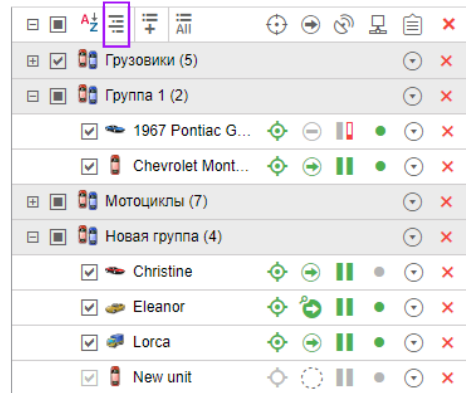 AZ All
Грузовики (5)
Группа 1 (2)
1967 Pontiac G...
Chevrolet Mont...
Мотоциклы (7)
Новая группа (4)
Christine
Eleanor
Lorca
New unit